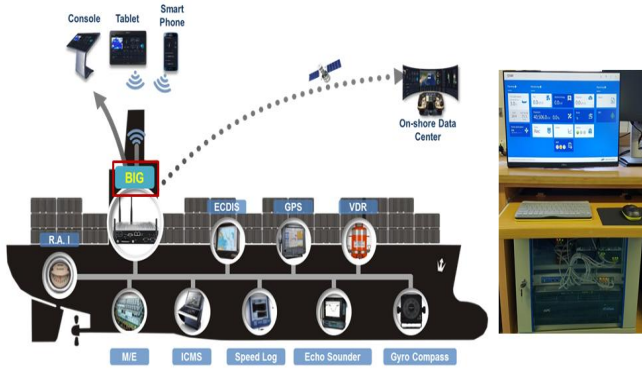 Console
Tablet
Smart
Phone
On-shore Data
Center
BIG
ECDIS
GPS
VDR
R.A. I
M/E
ICMS
Speed Log
Echo Sounder
Gyro Compass